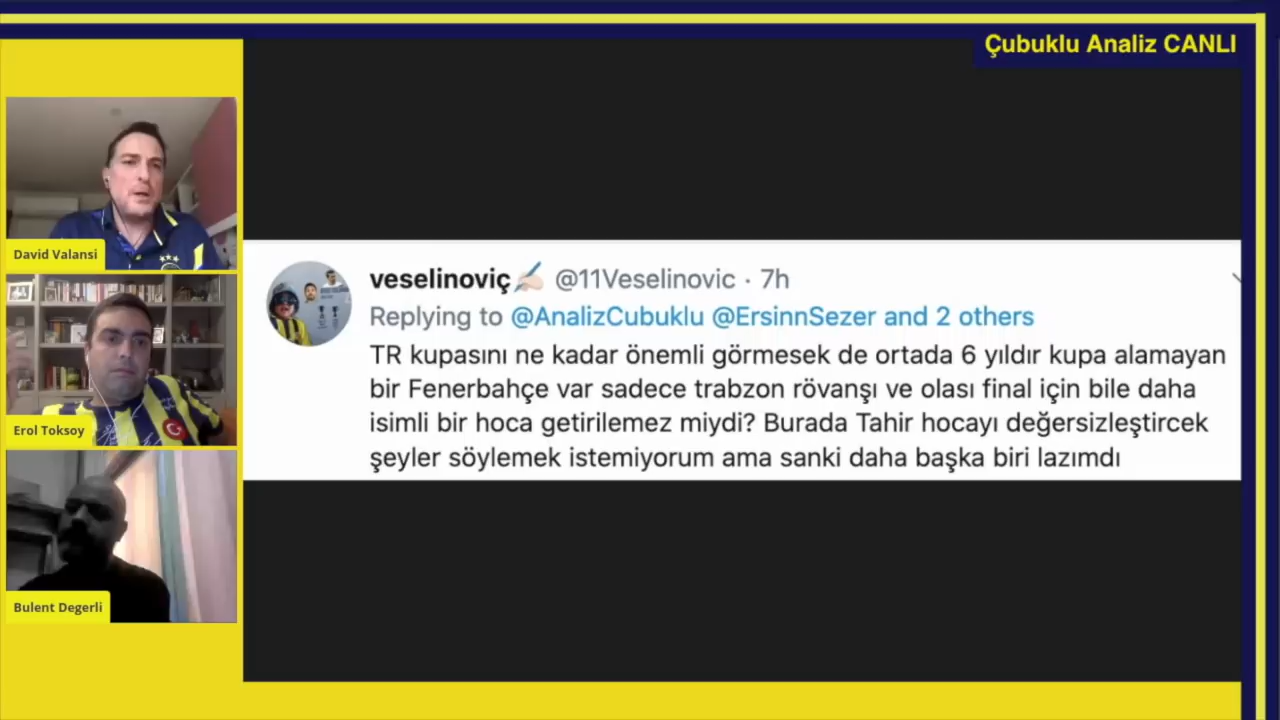 Çubuklu Analiz CANLI
David Valansi
Erol Toksoy
Bulent Degerli
veselinoviç @11Veselinovic · 7h
Replying to @AnalizCubuklu @ErsinnSezer and 2 others
TR kupasını ne kadar önemli görmesek de ortada 6 yıldır kupa alamayan
bir Fenerbahçe var sadece trabzon rövanşı ve olası final için bile daha
isimli bir hoca getirilemez miydi? Burada Tahir hocayı değersizleştircek
şeyler söylemek istemiyorum ama sanki daha başka biri lazımdı